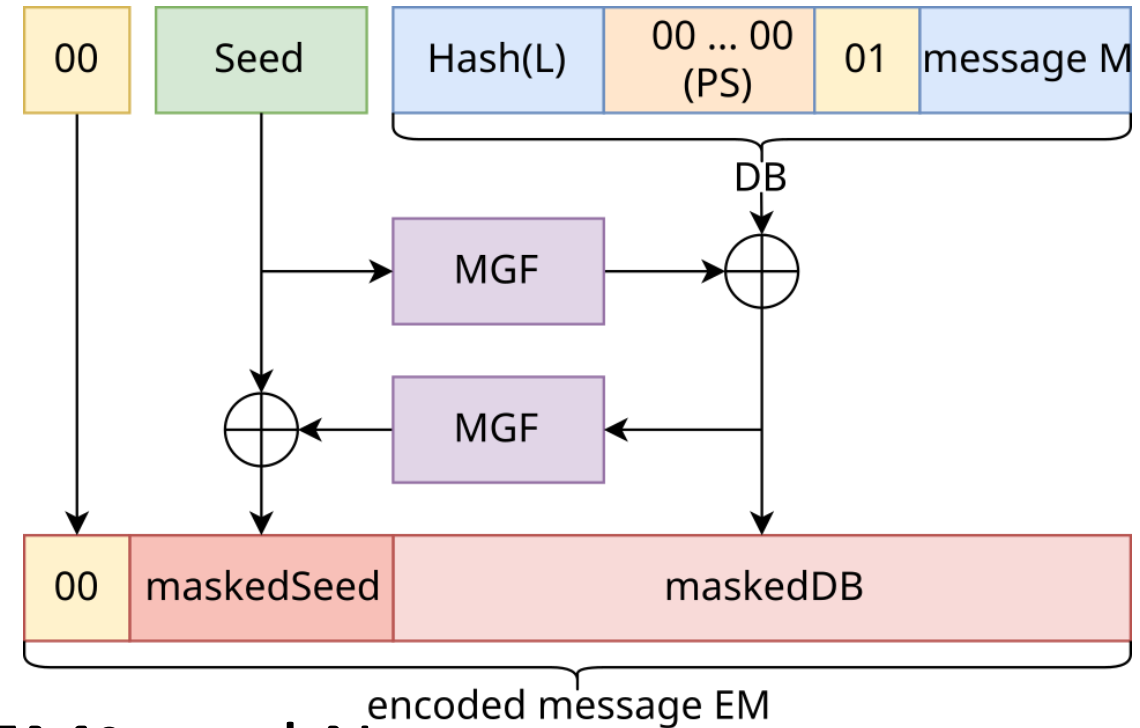 00
Seed
Hash(L)
00 ... 00
(PS)
01
message M
DB
MGF
MGF
00
maskedSeed
maskedDB
encoded message EM